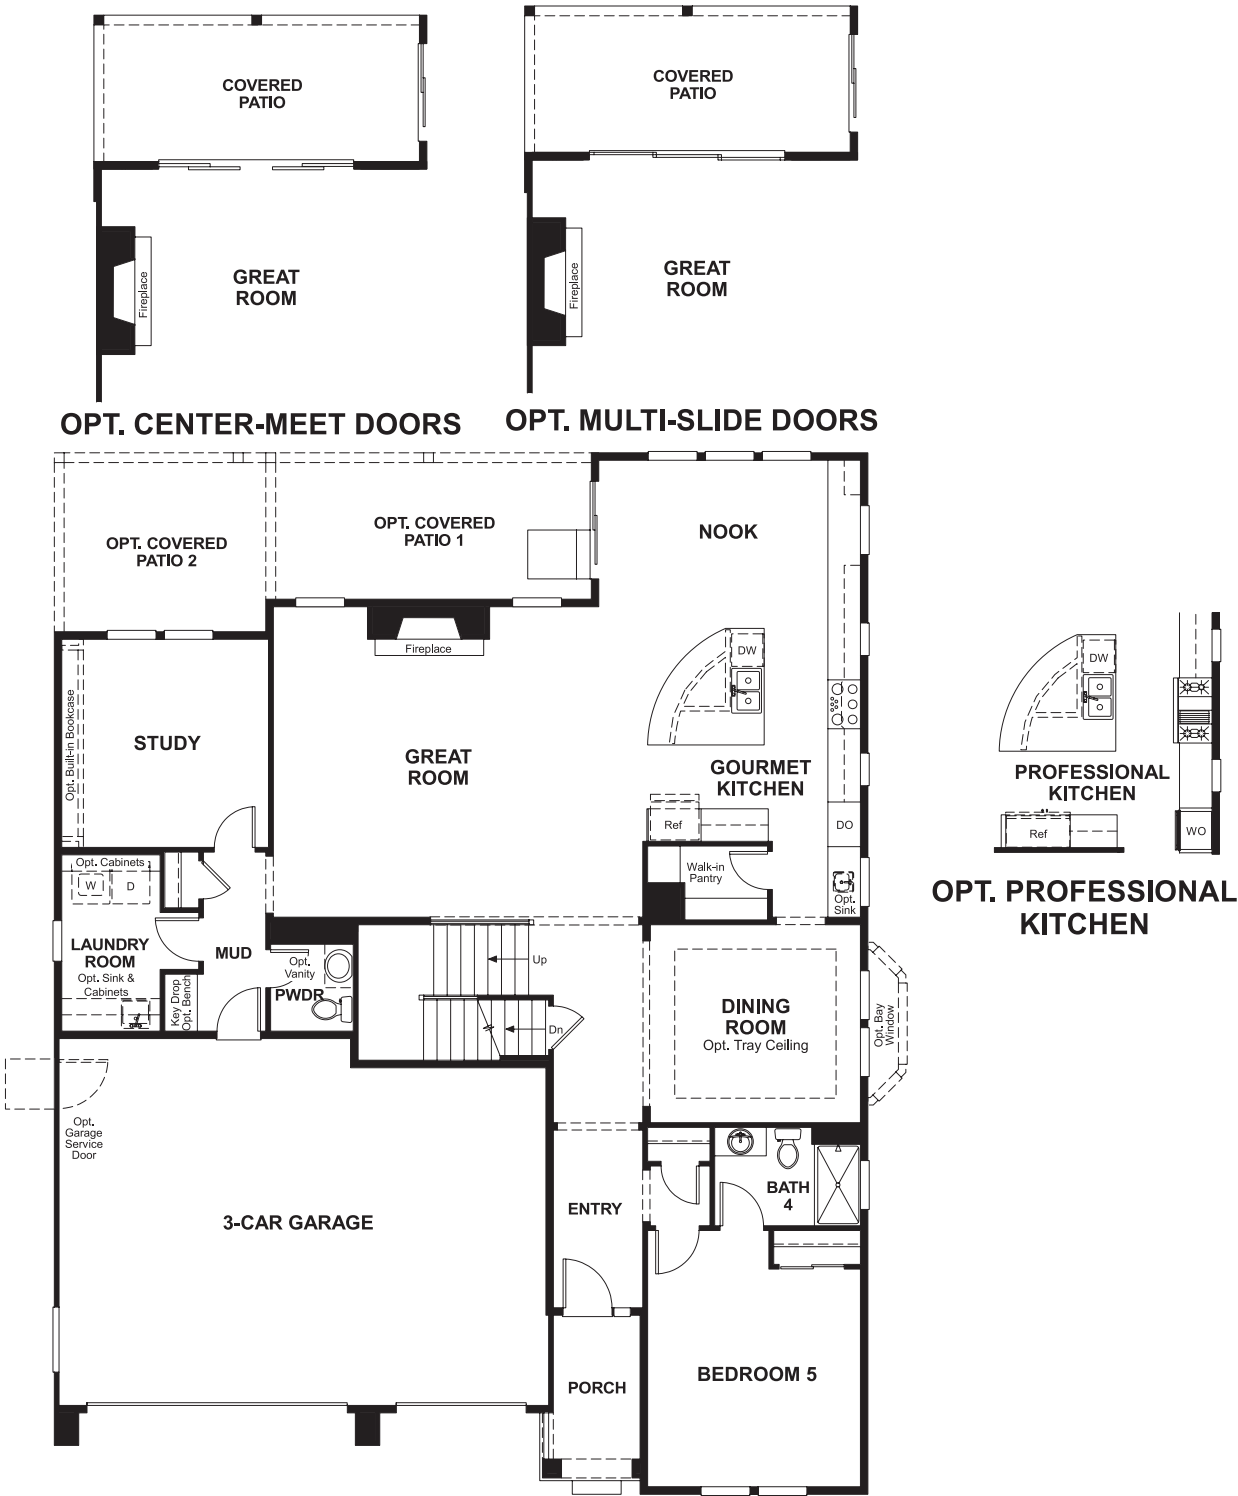 COVERED
PATIO
GREAT
ROOM
Fireplace
OPT. CENTER-MEET DOORS
COVERED
PATIO
GREAT
ROOM
Fireplace
OPT. MULTI-SLIDE DOORS
OPT. COVERED
PATIO 2
OPT. COVERED
PATIO 1
NOOK
Fireplace
Opt. Built-in Bookcase
STUDY
GREAT
ROOM
DW
GOURMET
KITCHEN
Ref
DO
Walk-in
Pantry
Opt.
Sink
DW
PROFESSIONAL
KITCHEN
Ref
WO
OPT. PROFESSIONAL
KITCHEN
Opt. Cabinets
W
D
LAUNDRY
ROOM
Opt. Sink &
Cabinets
MUD
Key Drop
Opt. Bench
Opt.
Vanity
PWDR
Up
Dn
DINING
ROOM
Opt. Tray Ceiling
Opt. Bay
Window
Opt.
Garage
Service
Door
3-CAR GARAGE
ENTRY
BATH
4
PORCH
BEDROOM 5